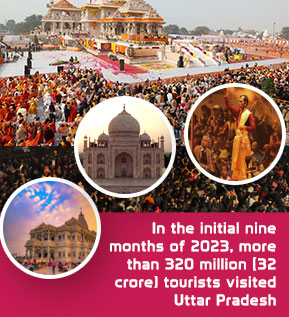 In the initial nine
months of 2023, more
than 320 million (32
crore) tourists visited
Uttar Pradesh